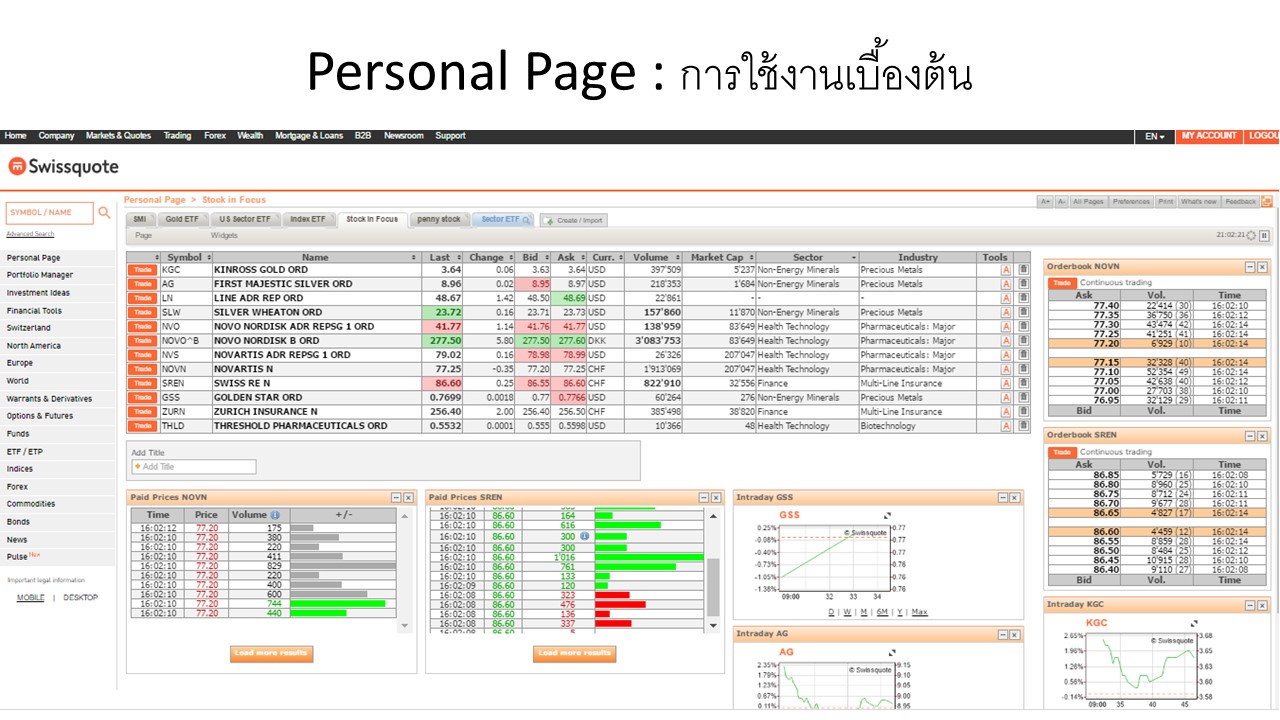 Personal Page : การใช้งานเบื้องต้น
Home Company Markets & Quotes Trading Forex Wealth Mortgage & Loans B2B Newsroom Support EN MY ACCOUNT LOGOU
Swissquote
SYMBOL / NAME
Advanced Search
Personal Page
Portfolio Manager
Investment Ideas
Financial Tools
Switzerland
North America
Europe
World
Warrants & Derivatives
Options & Futures
Funds
ETF / ETP
Indices
Forex
Commodities
Bonds
News
Pulse Hot
Important legal information
MOBILE | DESKTOP
Personal Page > Stock in Focus
A+ A- All Pages Preferences Print What's new Feedback
SMI Gold ETF US Sector ETF Index ETF Stock in Focus penny stock Sector ETF Create / Import
Page Widgets 21:02:21
Symbol Name Last Change Bid Ask Curr. Volume Market Cap Sector Industry Tools
Trade KGC KINROSS GOLD ORD 3.64 0.06 3.63 3.64 USD 397'509 5'237 Non-Energy Minerals Precious Metals A
Trade AG FIRST MAJESTIC SILVER ORD 8.96 0.02 8.95 8.97 USD 218'353 1'684 Non-Energy Minerals Precious Metals A
Trade LN LINE ADR REP ORD 48.67 1.42 48.50 48.69 USD 22'861 - - - A
Trade SLW SILVER WHEATON ORD 23.72 0.16 23.71 23.73 USD 157'860 11'870 Non-Energy Minerals Precious Metals A
Trade NVO NOVO NORDISK ADR REPSG 1 ORD 41.77 1.14 41.76 41.77 USD 138'959 83'649 Health Technology Pharmaceuticals: Major A
Trade NOVO^B NOVO NORDISK B ORD 277.50 5.80 277.50 277.60 DKK 3'083'753 83'649 Health Technology Pharmaceuticals: Major A
Trade NVS NOVARTIS ADR REPSG 1 ORD 79.02 0.16 78.98 78.99 USD 26'326 207'047 Health Technology Pharmaceuticals: Major A
Trade NOVN NOVARTIS N 77.25 -0.35 77.20 77.25 CHF 1'913'069 207'047 Health Technology Pharmaceuticals: Major A
Trade SREN SWISS RE N 86.60 0.25 86.55 86.60 CHF 822'910 32'556 Finance Multi-Line Insurance A
Trade GSS GOLDEN STAR ORD 0.7699 0.0018 0.77 0.7766 USD 60'264 276 Non-Energy Minerals Precious Metals A
Trade ZURN ZURICH INSURANCE N 256.40 2.00 256.40 256.50 CHF 385'498 38'820 Finance Multi-Line Insurance A
Trade THLD THRESHOLD PHARMACEUTICALS ORD 0.5532 0.0001 0.555 0.5598 USD 10'366 48 Health Technology Biotechnology A
Add Title
Add Title
Paid Prices NOVN
Time Price Volume +/-
16:02:12 77.20 175
16:02:10 77.20 380
16:02:10 77.20 220
16:02:10 77.20 411
16:02:10 77.20 829
16:02:10 77.20 220
16:02:10 77.20 400
16:02:10 77.20 600
16:02:10 77.20 744
16:02:10 77.20 440
Load more results
Paid Prices SREN
16:02:10 86.60 164
16:02:10 86.60 616
16:02:10 86.60 300
16:02:10 86.60 300
16:02:10 86.60 1'016
16:02:10 86.60 761
16:02:10 86.60 133
16:02:09 86.60 120
16:02:08 86.60 323
16:02:08 86.60 476
16:02:08 86.60 136
16:02:08 86.60 337
Load more results
Intraday GSS
GSS
© Swissquote
0.25% 0.77
-0.08% 0.77
-0.40% 0.77
-0.73% 0.76
-1.05% 0.76
-1.38% 0.76
09:00 32 33 34
D | W | M | 6M | Y | Max
Intraday AG
AG
© Swissquote
2.35% 9.15
1.79% 9.10
1.23% 9.05
0.67% 9.00
0.11% 8.95
Orderbook NOVN
Trade Continuous trading
Ask Vol. Time
77.40 22'414 (30) 16:02:10
77.35 36'750 (36) 16:02:12
77.30 43'474 (42) 16:02:14
77.25 41'251 (41) 16:02:14
77.20 6'929 (10) 16:02:14
77.15 32'328 (40) 16:02:14
77.10 52'354 (49) 16:02:14
77.05 42'638 (40) 16:02:12
77.00 27'703 (38) 16:02:10
76.95 32'129 (29) 16:02:11
Bid Vol. Time
Orderbook SREN
Trade Continuous trading
Ask Vol. Time
86.85 5'729 (16) 16:02:08
86.80 8'960 (25) 16:02:10
86.75 8'712 (24) 16:02:11
86.70 9'677 (28) 16:02:11
86.65 4'827 (17) 16:02:14
86.60 4'459 (12) 16:02:14
86.55 8'859 (28) 16:02:14
86.50 8'484 (25) 16:02:12
86.45 10'915 (28) 16:02:10
86.40 9'110 (27) 16:02:08
Bid Vol. Time
Intraday KGC
KGC
© Swissquote
2.65% 3.68
1.96% 3.65
1.26% 3.63
0.56% 3.60
-0.14% 3.58
09:00 35 40 45